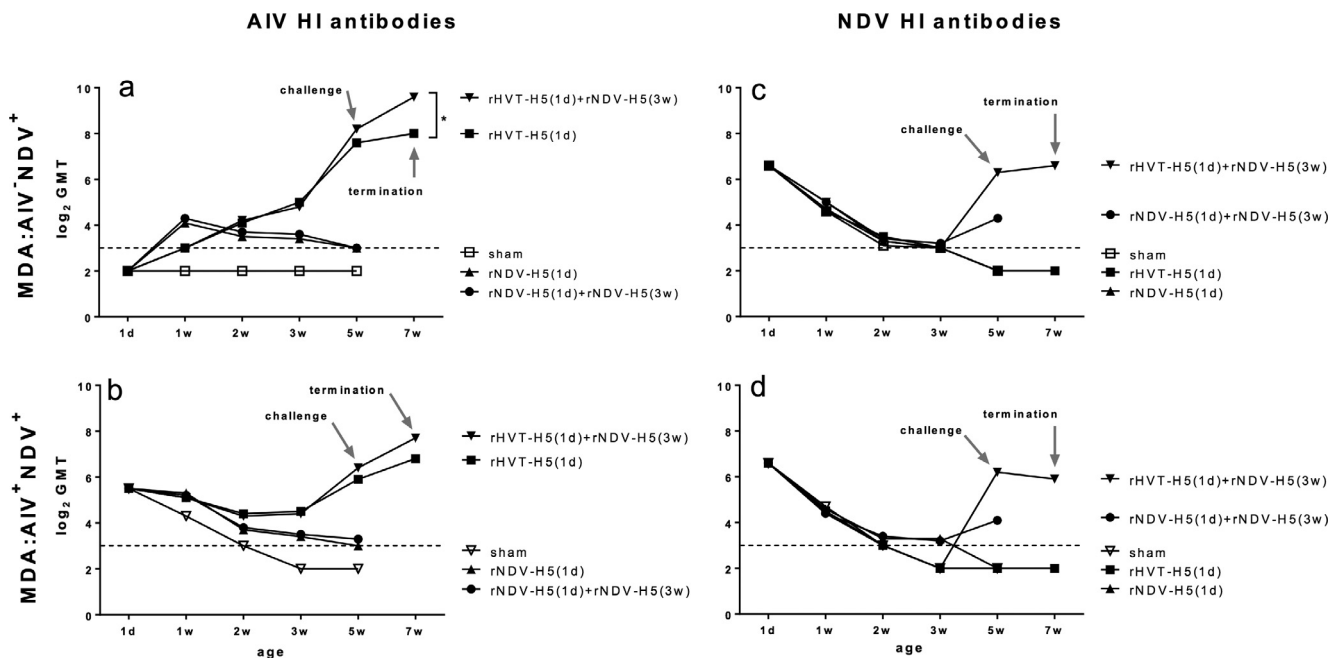 AIV HI antibodies
NDV HI antibodies
MDA:AIV⁻NDV⁺
a
log₂ GMT
10
8
6
4
2
0
1d
1w
2w
3w
5w
7w
challenge
termination
*
rHVT-H5(1d)+rNDV-H5(3w)
rHVT-H5(1d)
sham
rNDV-H5(1d)
rNDV-H5(1d)+rNDV-H5(3w)
c
10
8
6
4
2
0
1d
1w
2w
3w
5w
7w
termination
challenge
rHVT-H5(1d)+rNDV-H5(3w)
rNDV-H5(1d)+rNDV-H5(3w)
sham
rHVT-H5(1d)
rNDV-H5(1d)
MDA:AIV⁺NDV⁺
b
log₂ GMT
10
8
6
4
2
0
1d
1w
2w
3w
5w
7w
age
termination
challenge
rHVT-H5(1d)+rNDV-H5(3w)
rHVT-H5(1d)
sham
rNDV-H5(1d)
rNDV-H5(1d)+rNDV-H5(3w)
d
10
8
6
4
2
0
1d
1w
2w
3w
5w
7w
age
termination
challenge
rHVT-H5(1d)+rNDV-H5(3w)
rNDV-H5(1d)+rNDV-H5(3w)
sham
rHVT-H5(1d)
rNDV-H5(1d)